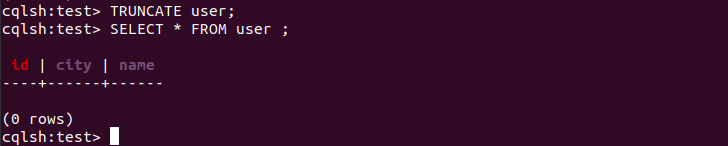 cqlsh:test> TRUNCATE user;
cqlsh:test> SELECT * FROM user ;
 id | city | name
----+------+------
(0 rows)
cqlsh:test>